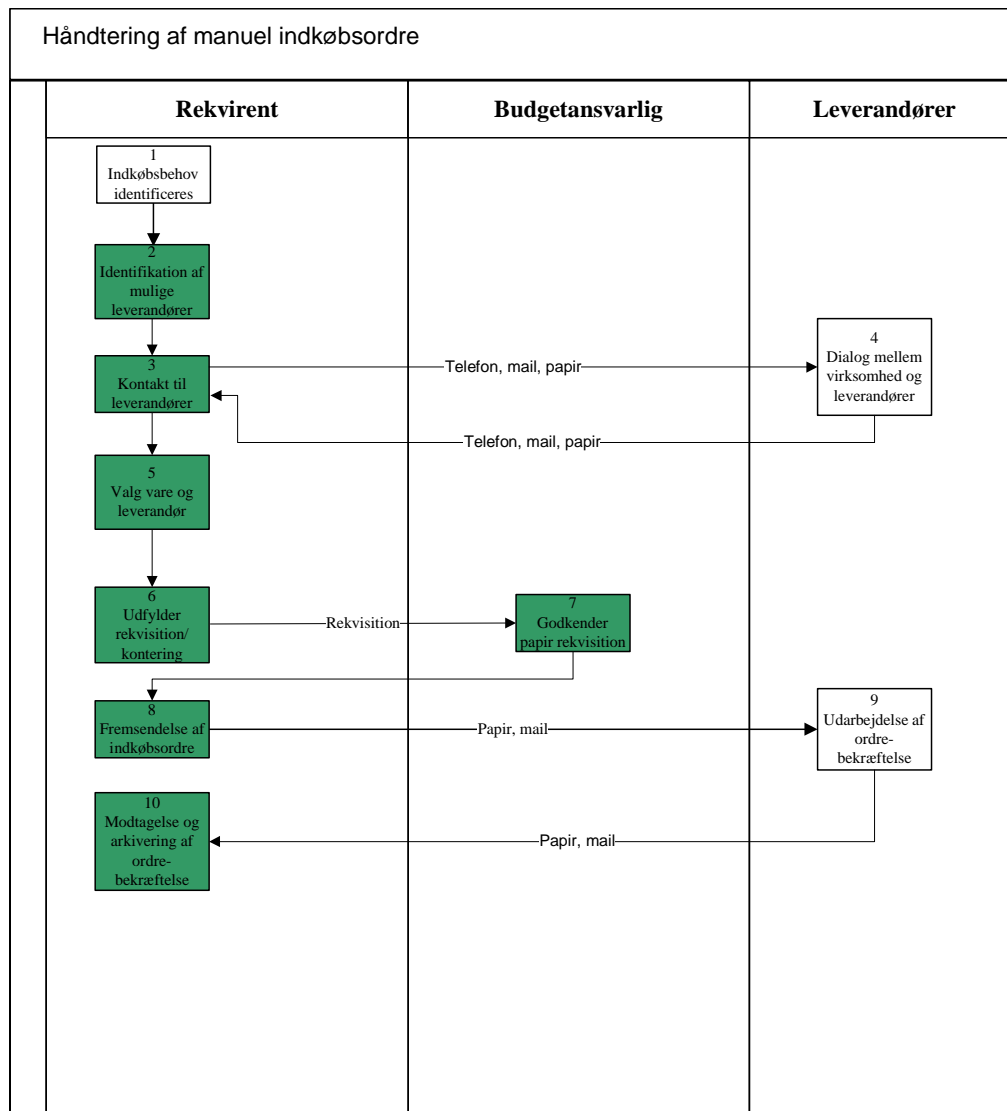 Håndtering af manuel indkøbsordre
Rekvirent
Budgetansvarlig
Leverandører
1
Indkøbsbehov
identificeres
2
Identifikation af
mulige
leverandører
3
Kontakt til
leverandører
Telefon, mail, papir
4
Dialog mellem
virksomhed og
leverandører
Telefon, mail, papir
5
Valg vare og
leverandør
6
Udfylder
rekvisition/
kontering
Rekvisition
7
Godkender
papir rekvisition
8
Fremsendelse af
indkøbsordre
Papir, mail
9
Udarbejdelse af
ordre-
bekræftelse
10
Modtagelse og
arkivering af
ordre-
bekræftelse
Papir, mail